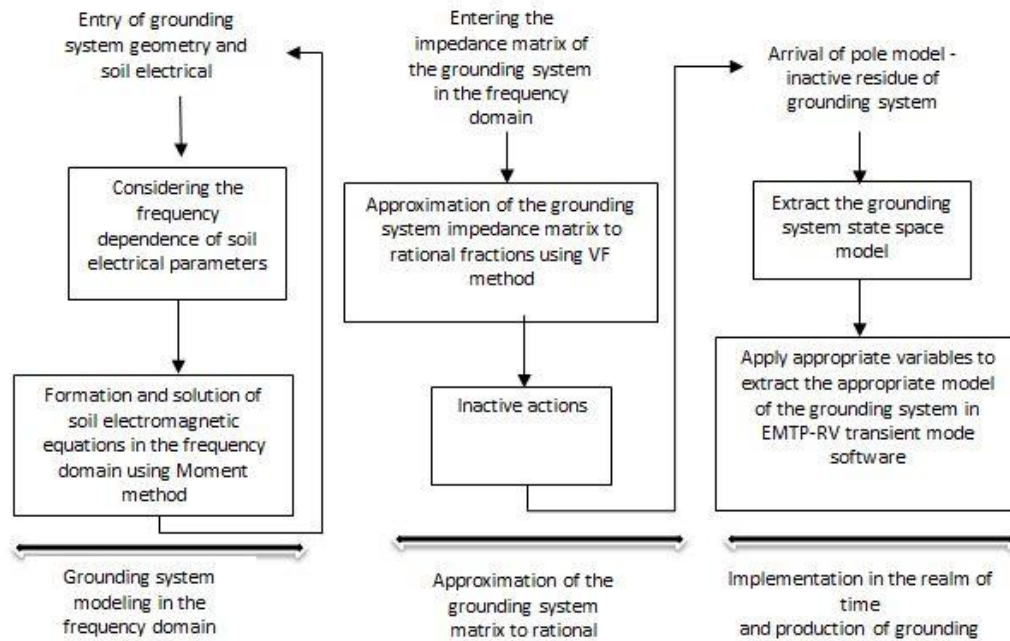 Entry of grounding
system geometry and
soil electrical
Considering the
frequency
dependence of soil
electrical parameters
Formation and solution of
soil electromagnetic
equations in the frequency
domain using Moment
method
Grounding system
modeling in the
frequency domain
Entering the
impedance matrix of
the grounding system
in the frequency
domain
Approximation of the grounding
system impedance matrix to
rational fractions using VF
method
Inactive actions
Approximation of the
grounding system
matrix to rational
Arrival of pole model -
inactive residue of
grounding system
Extract the grounding
system state space
model
Apply appropriate variables to
extract the appropriate model
of the grounding system in
EMTP-RV transient mode
software
Implementation in the realm of
time
and production of grounding